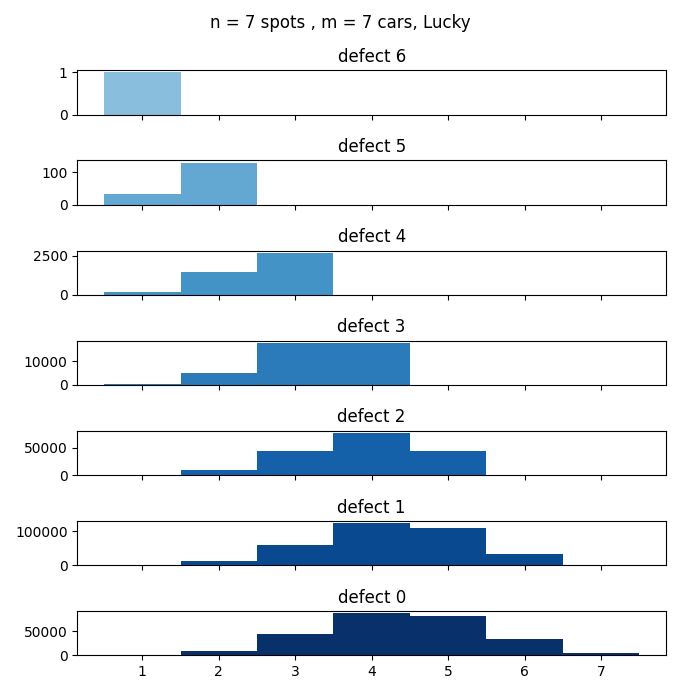 n = 7 spots , m = 7 cars, Lucky
defect 6
1
0
defect 5
100
0
defect 4
2500
0
defect 3
10000
0
defect 2
50000
0
defect 1
100000
0
defect 0
50000
0
1 2 3 4 5 6 7